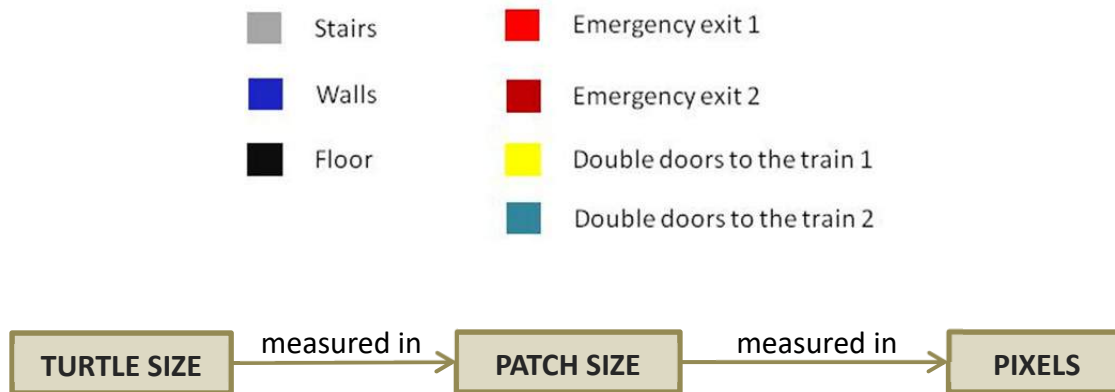 Stairs
Emergency exit 1
Walls
Emergency exit 2
Floor
Double doors to the train 1
Double doors to the train 2
TURTLE SIZE measured in PATCH SIZE measured in PIXELS